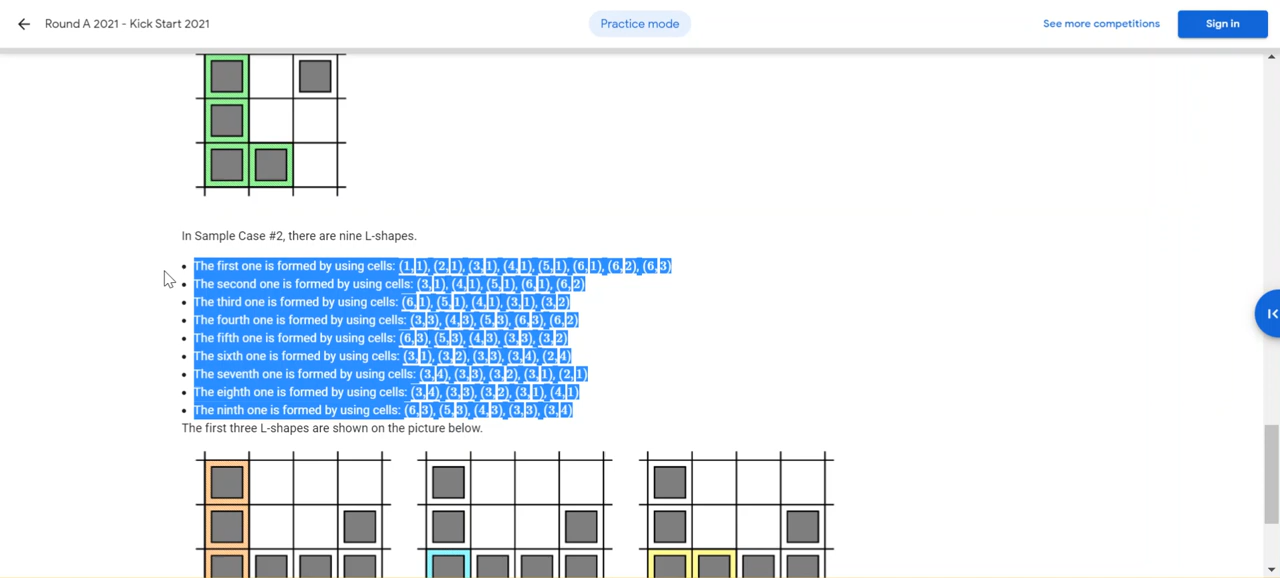 Round A 2021 - Kick Start 2021
Practice mode
See more competitions
Sign in
In Sample Case #2, there are nine L-shapes.
The first one is formed by using cells: (1,1), (2,1), (3,1), (4,1), (5,1), (6,1), (6,2), (6,3)
The second one is formed by using cells: (3,1), (4,1), (5,1), (6,1), (6,2)
The third one is formed by using cells: (6,1), (5,1), (4,1), (3,1), (3,2)
The fourth one is formed by using cells: (3,3), (4,3), (5,3), (6,3), (6,2)
The fifth one is formed by using cells: (6,3), (5,3), (4,3), (3,3), (3,2)
The sixth one is formed by using cells: (3,1), (3,2), (3,3), (3,4), (2,4)
The seventh one is formed by using cells: (3,4), (3,3), (3,2), (3,1), (2,1)
The eighth one is formed by using cells: (3,4), (3,3), (3,2), (3,1), (4,1)
The ninth one is formed by using cells: (6,3), (5,3), (4,3), (3,3), (3,4)
The first three L-shapes are shown on the picture below.